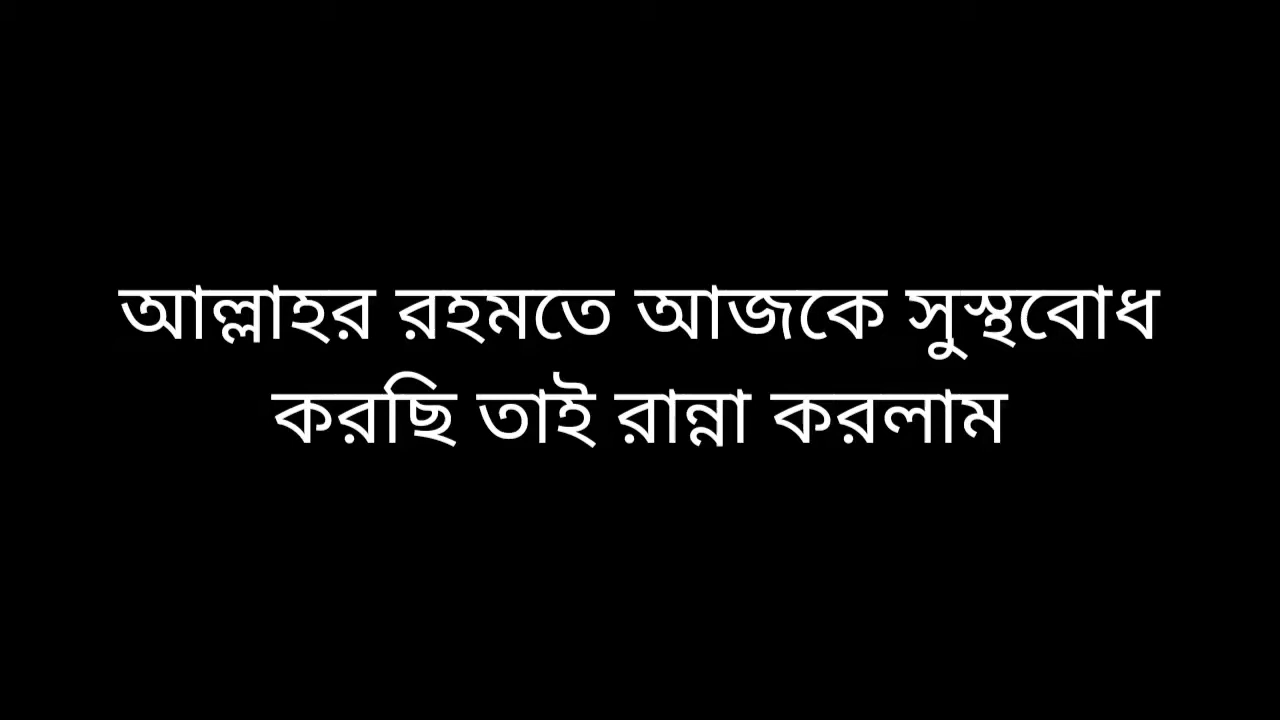 আল্লাহর রহমতে আজকে সুস্থবোধ
করছি তাই রান্না করলাম